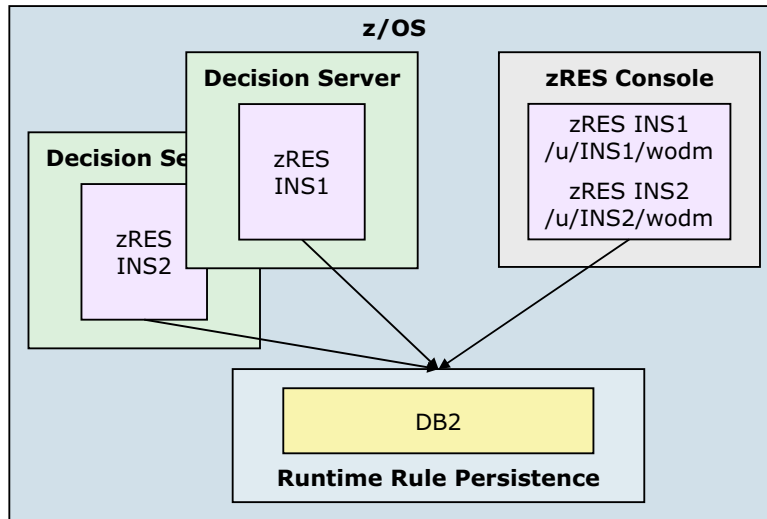 z/OS
Decision Server
zRES
INS1
zRES Console
zRES INS1
/u/INS1/wodm
zRES INS2
/u/INS2/wodm
Decision
zRES
INS2
DB2
Runtime Rule Persistence